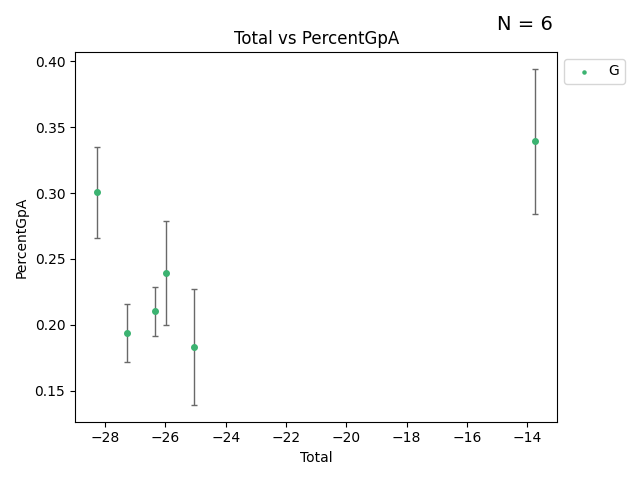 N = 6
Total vs PercentGpA
G
0.40
0.35
0.30
0.25
0.20
0.15
PercentGpA
−28 −26 −24 −22 −20 −18 −16 −14
Total